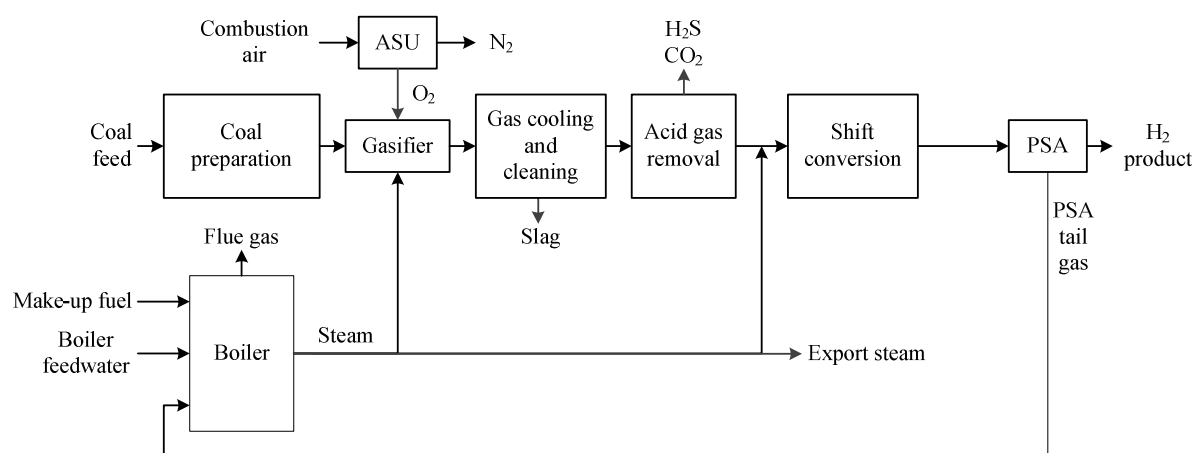 Combustion
air
ASU
N₂
H₂S
CO₂
O₂
Coal
feed
Coal
preparation
Gasifier
Gas cooling
and
cleaning
Acid gas
removal
Shift
conversion
PSA
H₂
product
Slag
PSA
tail
gas
Flue gas
Make-up fuel
Boiler
feedwater
Boiler
Steam
Export steam